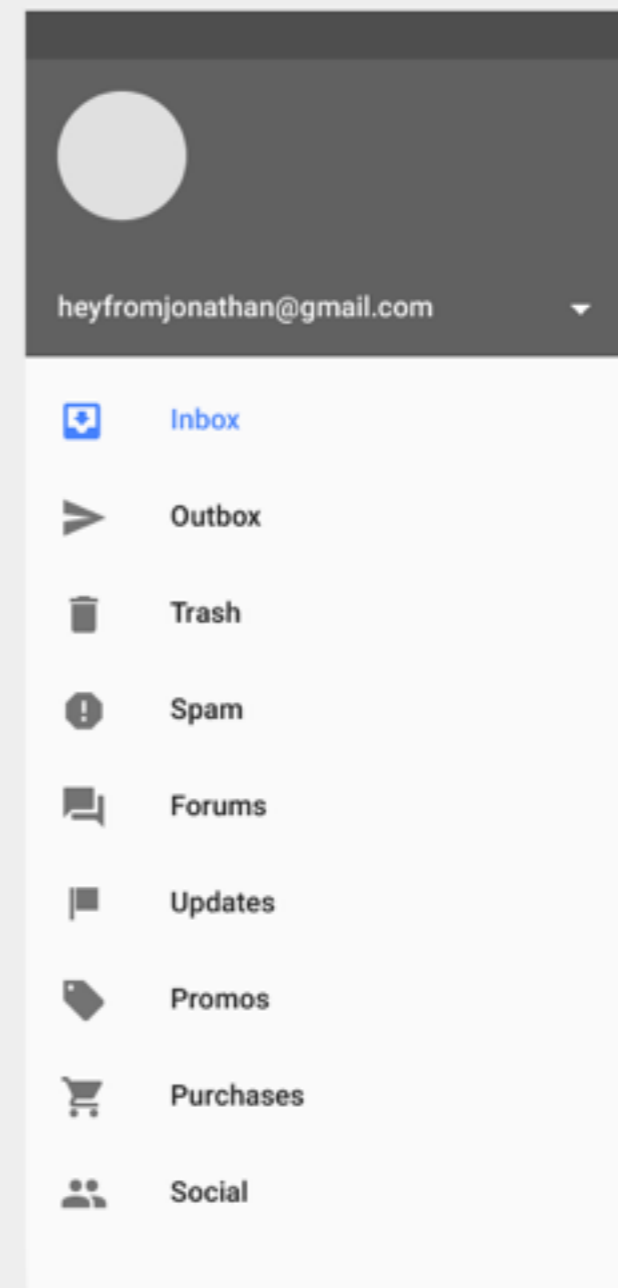 heyfromjonathan@gmail.com
Inbox
Outbox
Trash
Spam
Forums
Updates
Promos
Purchases
Social